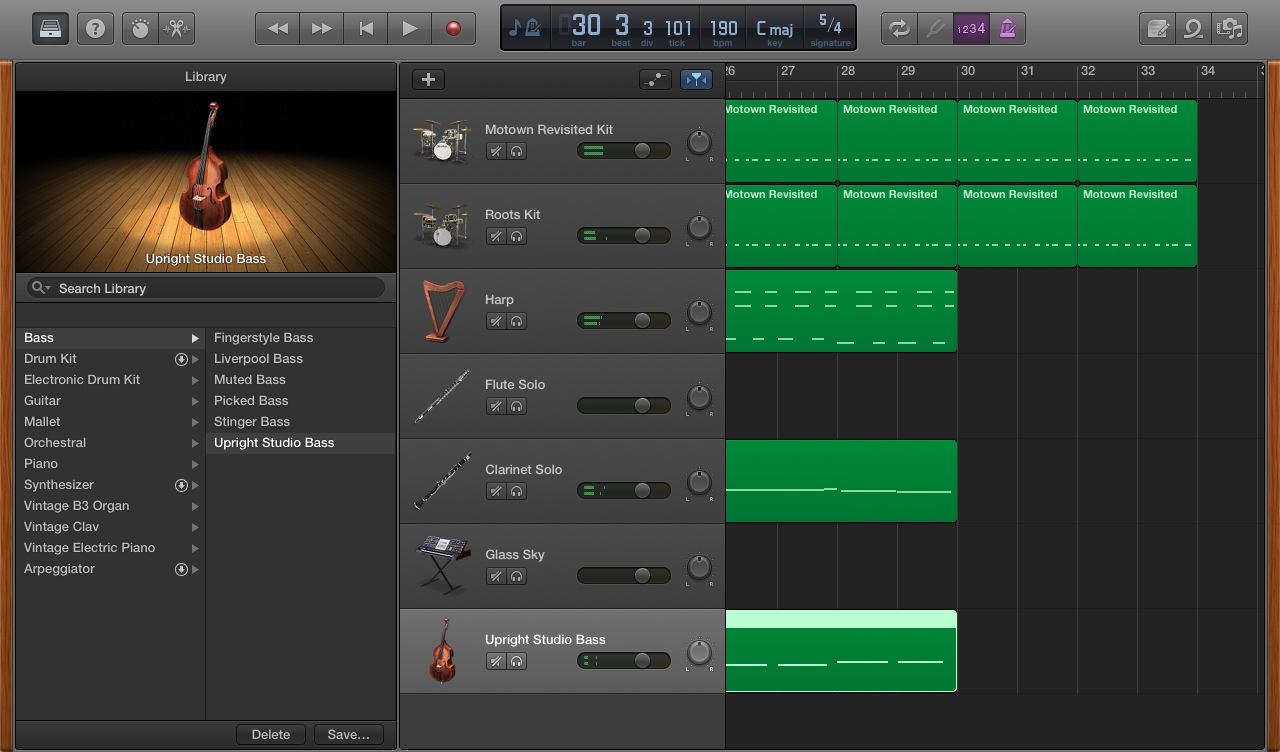 ?
30 3 3 101 190 C maj 5/4
bar beat div tick bpm key signature
1234
Library
Upright Studio Bass
Search Library
Bass
Drum Kit
Electronic Drum Kit
Guitar
Mallet
Orchestral
Piano
Synthesizer
Vintage B3 Organ
Vintage Clav
Vintage Electric Piano
Arpeggiator
Fingerstyle Bass
Liverpool Bass
Muted Bass
Picked Bass
Stinger Bass
Upright Studio Bass
Delete Save...
26 27 28 29 30 31 32 33 34
Motown Revisited Kit
L R
Motown Revisited Motown Revisited Motown Revisited Motown Revisited
Roots Kit
L R
Motown Revisited Motown Revisited Motown Revisited Motown Revisited
Harp
L R
Flute Solo
L R
Clarinet Solo
L R
Glass Sky
L R
Upright Studio Bass
L R